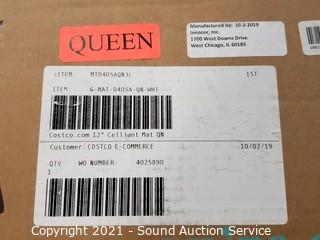 QUEEN
Manufactured by: 10-2-2019
Innocor, Inc.
1700 West Downs Drive
West Chicago, IL 60185
ITEM: MT0405AQN3L 1ST
ITEM: G-MAT-0405A-QN-WHT
Costco.com 12" Celliant Mat QN
Customer: COSTCO E-COMMERCE 10/02/19
QTY WO NUMBER: 4025890
1
Copyright 2021 - Sound Auction Service